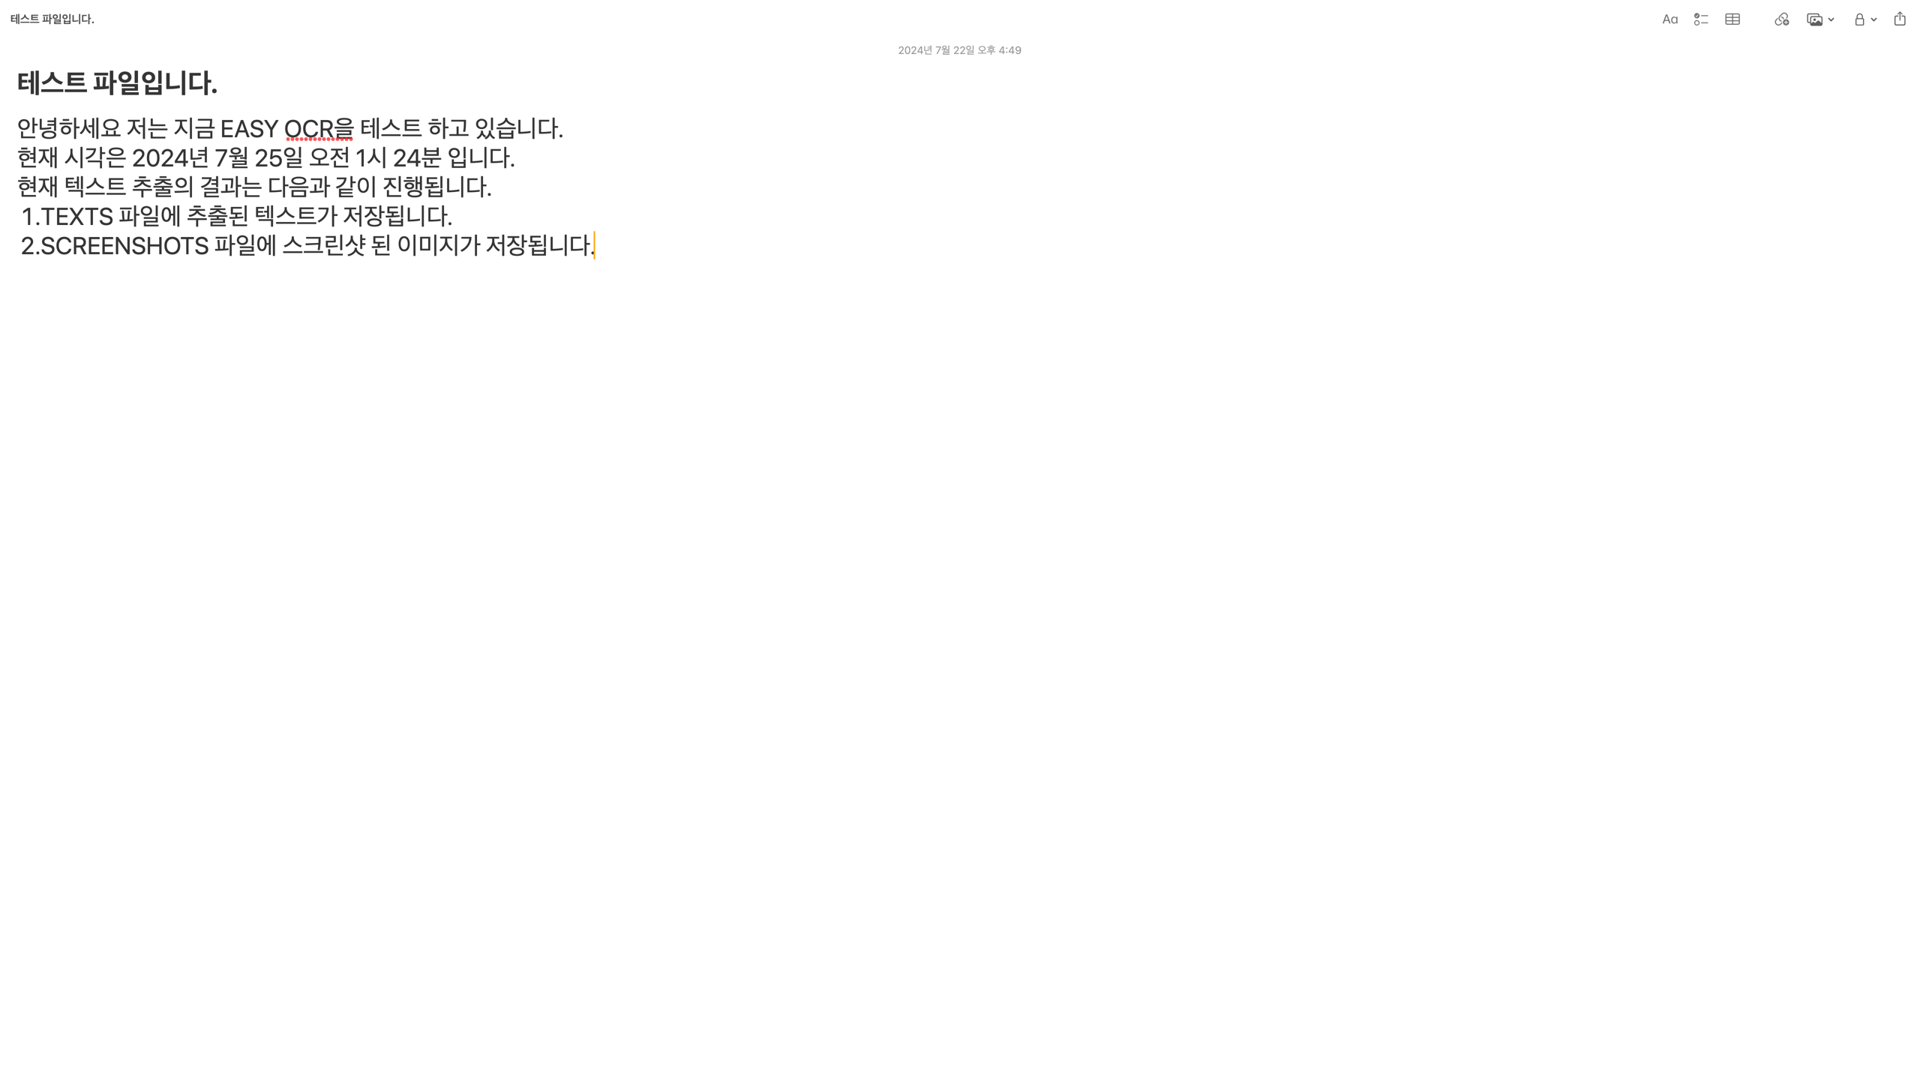 테스트 파일입니다.
Aa
2024년 7월 22일 오후 4:49
테스트 파일입니다.
안녕하세요 저는 지금 EASY OCR을 테스트 하고 있습니다.
현재 시각은 2024년 7월 25일 오전 1시 24분 입니다.
현재 텍스트 추출의 결과는 다음과 같이 진행됩니다.
1.TEXTS 파일에 추출된 텍스트가 저장됩니다.
2.SCREENSHOTS 파일에 스크린샷 된 이미지가 저장됩니다.